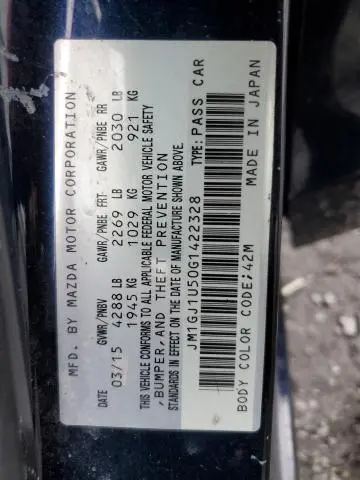 MFD. BY MAZDA MOTOR CORPORATION
GVWR/PNBV GAWR/PNBE FRT GAWR/PNBE RR
DATE 03/15 4288 LB 2269 LB 2030 LB
1945 KG 1029 KG 921 KG
THIS VEHICLE CONFORMS TO ALL APPLICABLE FEDERAL MOTOR VEHICLE SAFETY
,BUMPER,AND THEFT PREVENTION
STANDARDS IN EFFECT ON THE DATE OF MANUFACTURE SHOWN ABOVE.
JM1GJ1U50G1422328 TYPE: PASS CAR
BODY COLOR CODE:42M MADE IN JAPAN